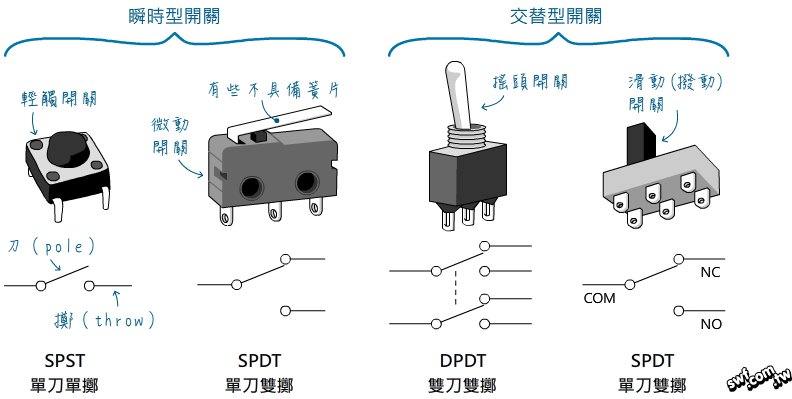 瞬時型開關
交替型開關
輕觸開關
有些不具備簧片
微動
開關
搖頭開關
滑動(撥動)
開關
刀(pole)
擲(throw)
COM
NC
NO
SPST
單刀單擲
SPDT
單刀雙擲
DPDT
雙刀雙擲
SPDT
單刀雙擲
swf.com.tw